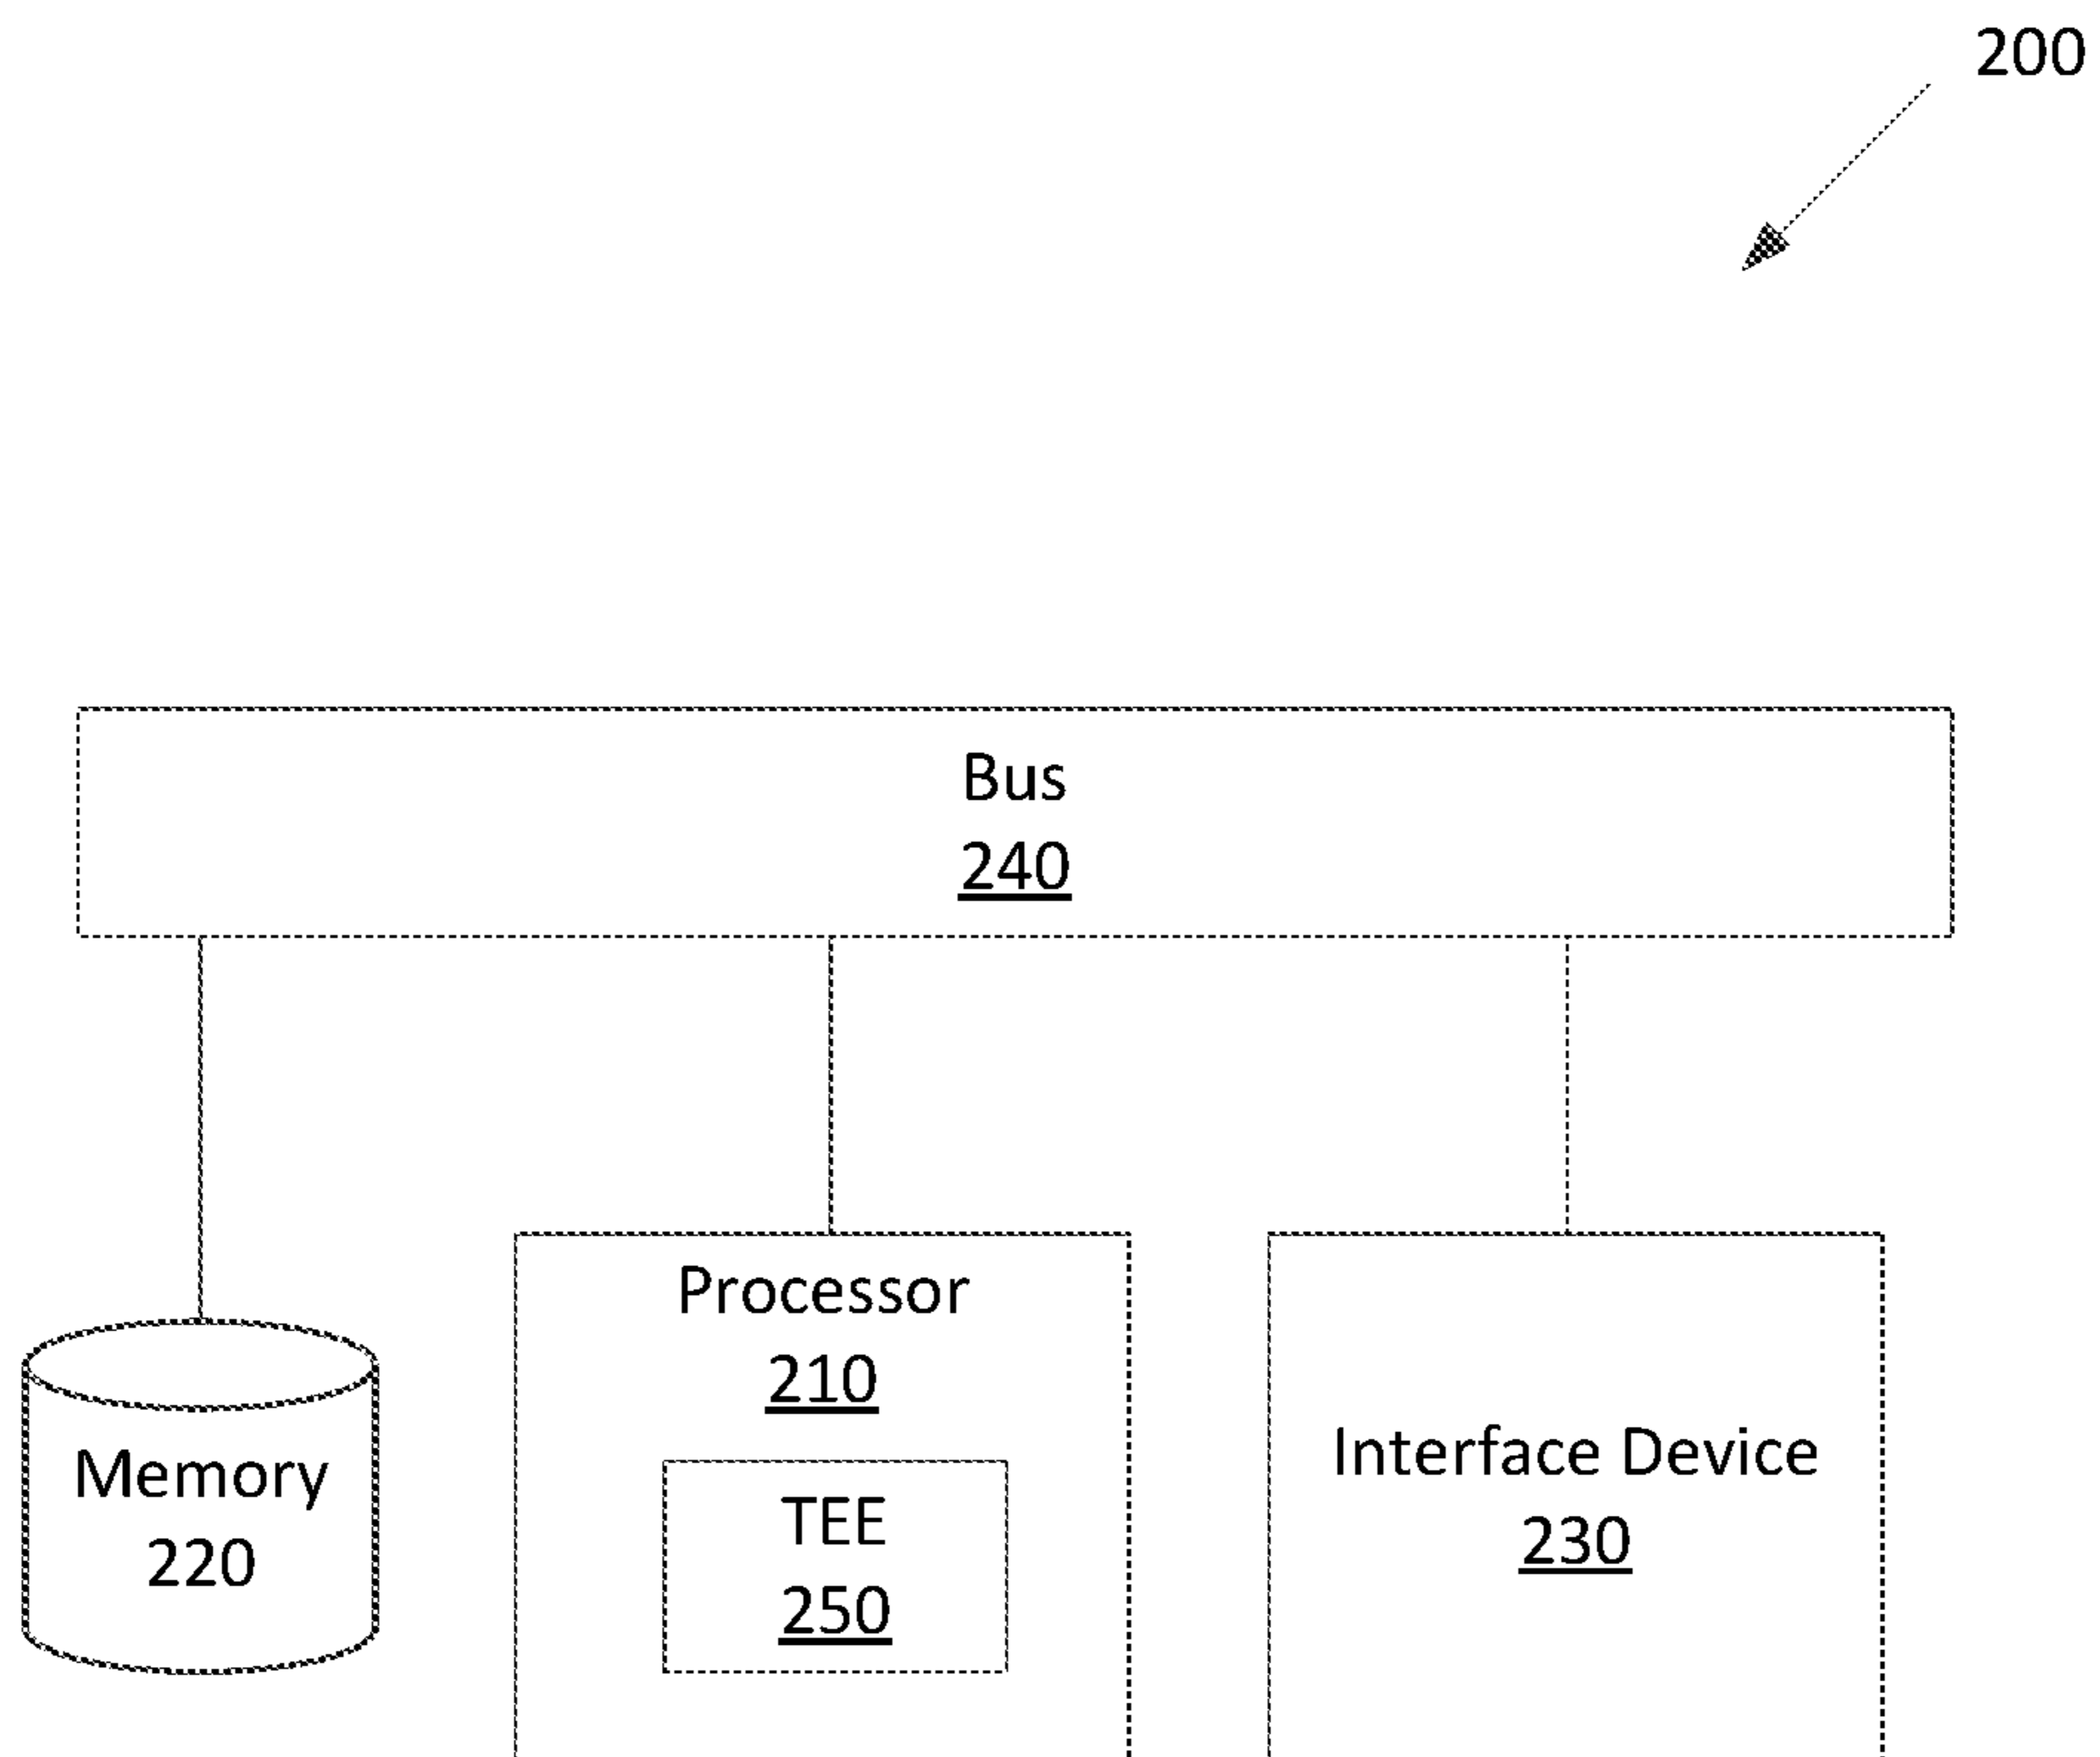 200
Bus
240
Processor
210
Memory
220
TEE
250
Interface Device
230